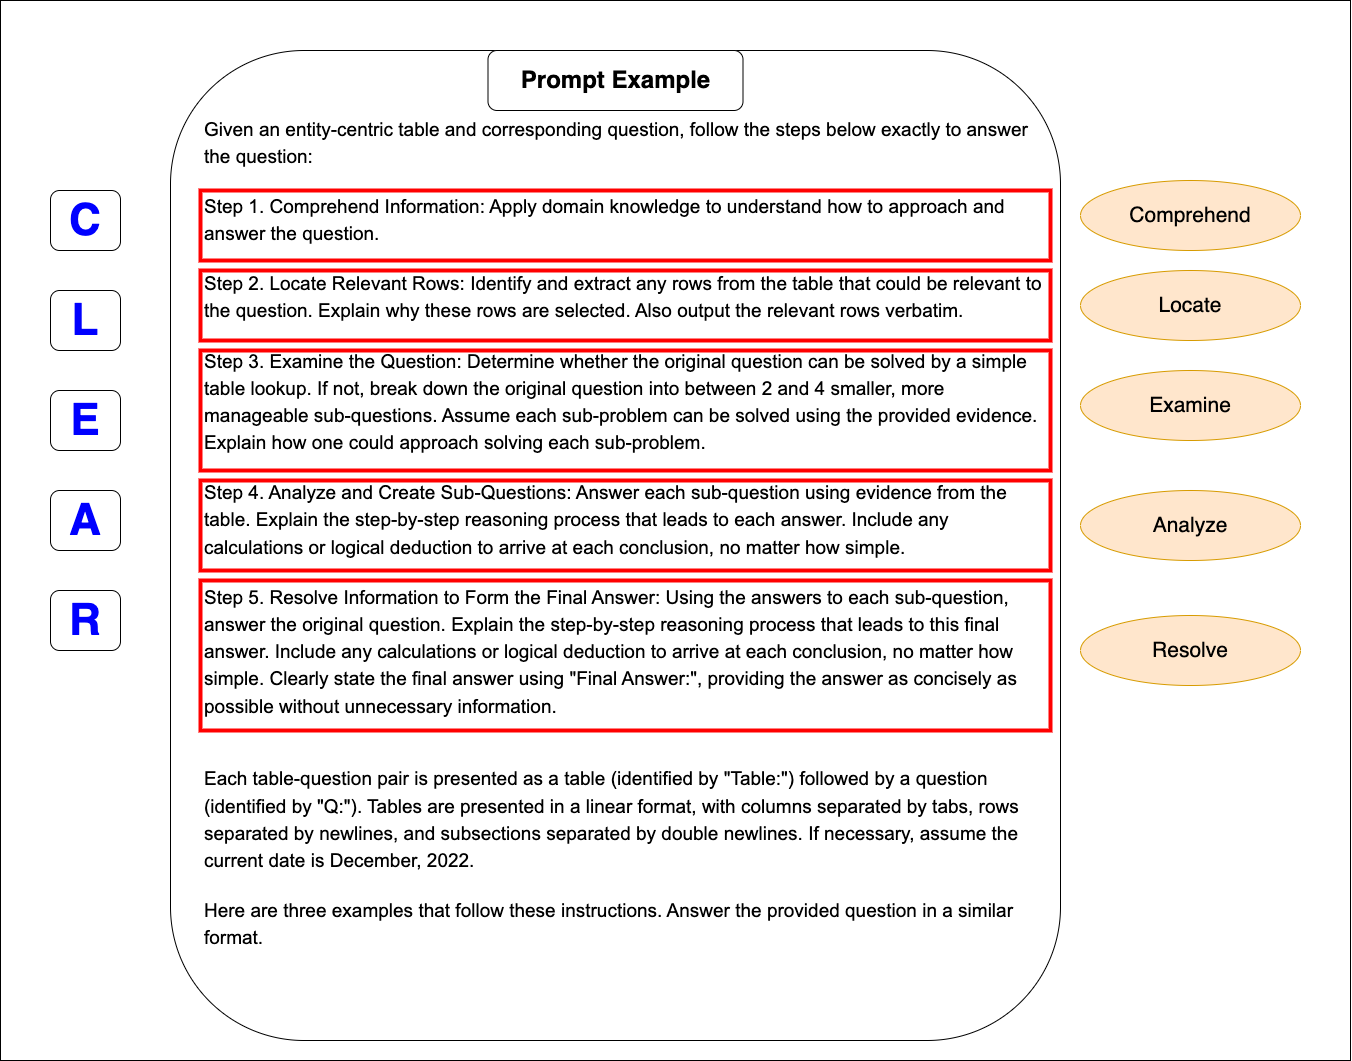 Prompt Example
Given an entity-centric table and corresponding question, follow the steps below exactly to answer
the question:
C
Step 1. Comprehend Information: Apply domain knowledge to understand how to approach and
answer the question.
Comprehend
L
Step 2. Locate Relevant Rows: Identify and extract any rows from the table that could be relevant to
the question. Explain why these rows are selected. Also output the relevant rows verbatim.
Locate
E
Step 3. Examine the Question: Determine whether the original question can be solved by a simple
table lookup. If not, break down the original question into between 2 and 4 smaller, more
manageable sub-questions. Assume each sub-problem can be solved using the provided evidence.
Explain how one could approach solving each sub-problem.
Examine
A
Step 4. Analyze and Create Sub-Questions: Answer each sub-question using evidence from the
table. Explain the step-by-step reasoning process that leads to each answer. Include any
calculations or logical deduction to arrive at each conclusion, no matter how simple.
Analyze
R
Step 5. Resolve Information to Form the Final Answer: Using the answers to each sub-question,
answer the original question. Explain the step-by-step reasoning process that leads to this final
answer. Include any calculations or logical deduction to arrive at each conclusion, no matter how
simple. Clearly state the final answer using "Final Answer:", providing the answer as concisely as
possible without unnecessary information.
Resolve
Each table-question pair is presented as a table (identified by "Table:") followed by a question
(identified by "Q:"). Tables are presented in a linear format, with columns separated by tabs, rows
separated by newlines, and subsections separated by double newlines. If necessary, assume the
current date is December, 2022.
Here are three examples that follow these instructions. Answer the provided question in a similar
format.